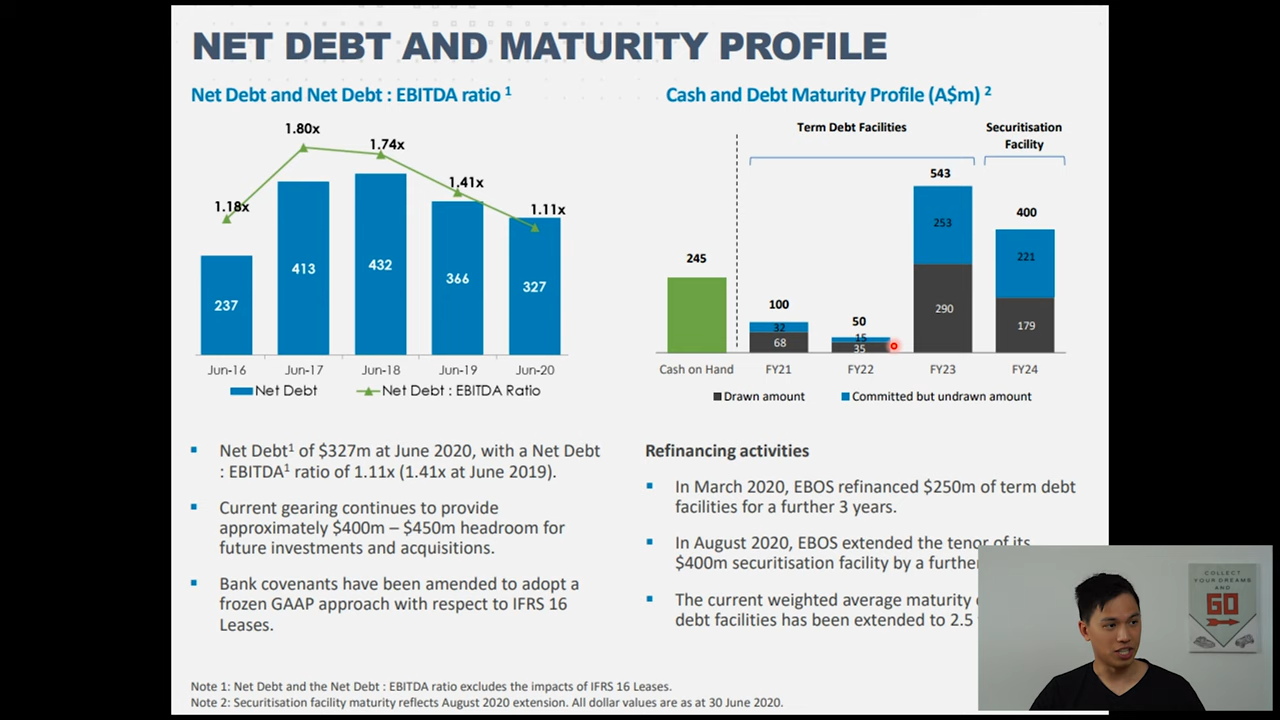 NET DEBT AND MATURITY PROFILE
Net Debt and Net Debt : EBITDA ratio 1
1.80x
1.74x
1.41x
1.18x
1.11x
237
413
432
366
327
Jun-16 Jun-17 Jun-18 Jun-19 Jun-20
Net Debt Net Debt : EBITDA Ratio
Net Debt1 of $327m at June 2020, with a Net Debt
: EBITDA1 ratio of 1.11x (1.41x at June 2019).
Current gearing continues to provide
approximately $400m – $450m headroom for
future investments and acquisitions.
Bank covenants have been amended to adopt a
frozen GAAP approach with respect to IFRS 16
Leases.
Cash and Debt Maturity Profile (A$m) 2
Term Debt Facilities
Securitisation
Facility
245
100
32
68
50
15
35
543
253
290
400
221
179
Cash on Hand FY21 FY22 FY23 FY24
Drawn amount Committed but undrawn amount
Refinancing activities
In March 2020, EBOS refinanced $250m of term debt
facilities for a further 3 years.
In August 2020, EBOS extended the tenor of its
$400m securitisation facility by a further
The current weighted average maturity
debt facilities has been extended to 2.5
Note 1: Net Debt and the Net Debt : EBITDA ratio excludes the impacts of IFRS 16 Leases.
Note 2: Securitisation facility maturity reflects August 2020 extension. All dollar values are as at 30 June 2020.
COLLECT
YOUR DREAMS
AND
GO